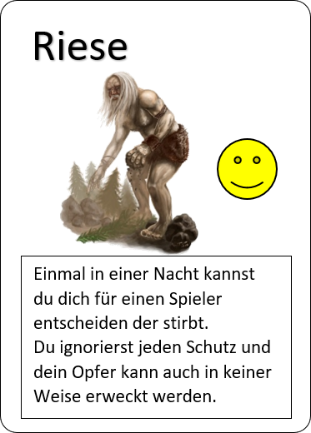 Riese
Einmal in einer Nacht kannst
du dich für einen Spieler
entscheiden der stirbt.
Du ignorierst jeden Schutz und
dein Opfer kann auch in keiner
Weise erweckt werden.